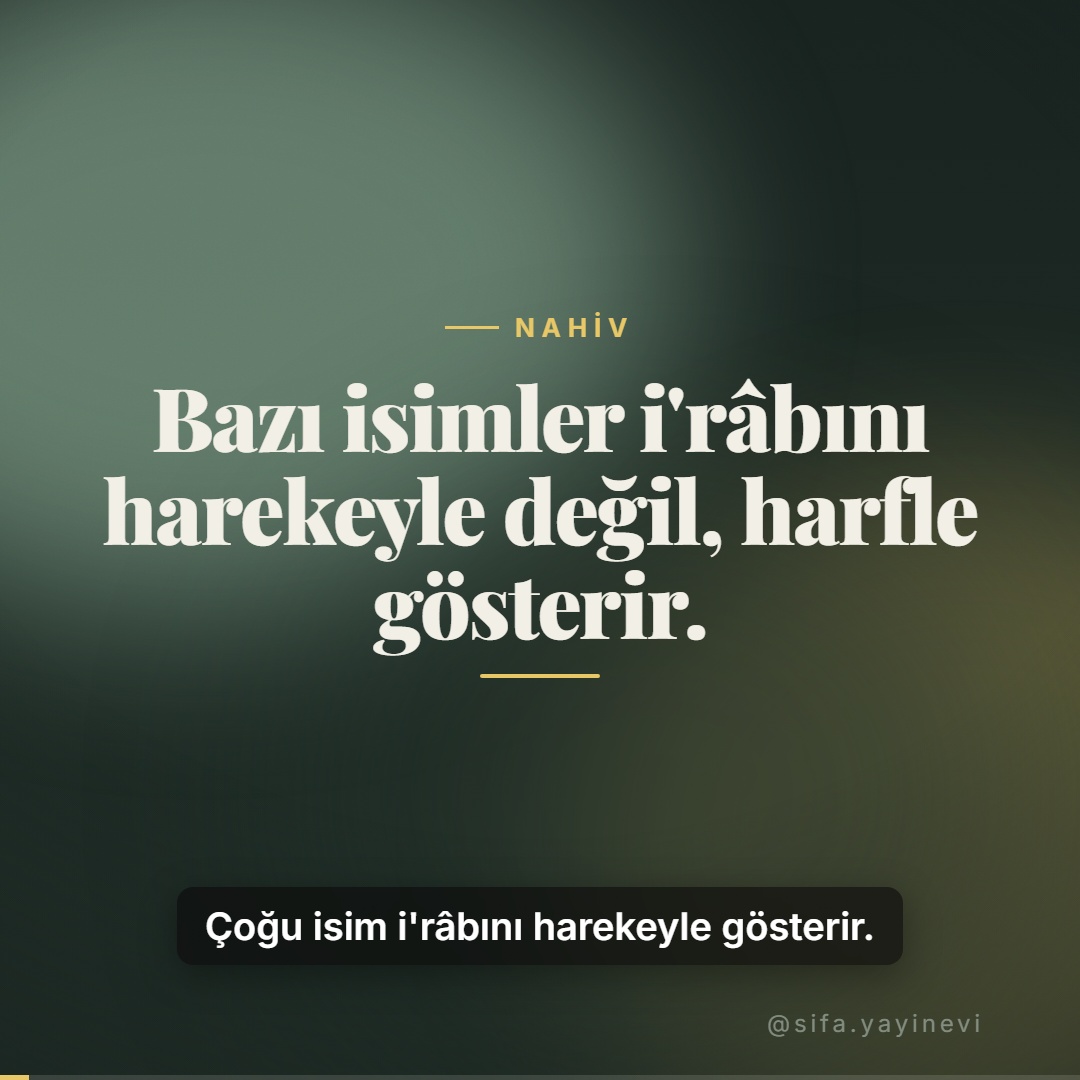 NAHİV
Bazı isimler i'râbını
harekeyle değil, harfle
gösterir.
Çoğu isim i'râbını harekeyle gösterir.
@sifa.yayinevi